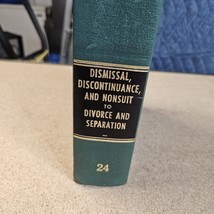 DISMISSAL,
DISCONTINUANCE,
AND NONSUIT
TO
DIVORCE AND
SEPARATION
24